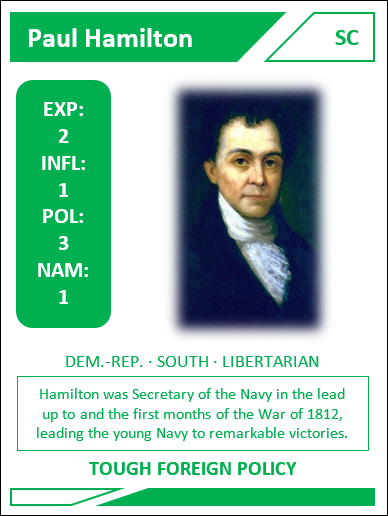 Paul Hamilton
SC
EXP:
2
INFL:
1
POL:
3
NAM:
1
DEM.-REP. · SOUTH · LIBERTARIAN
Hamilton was Secretary of the Navy in the lead
up to and the first months of the War of 1812,
leading the young Navy to remarkable victories.
TOUGH FOREIGN POLICY